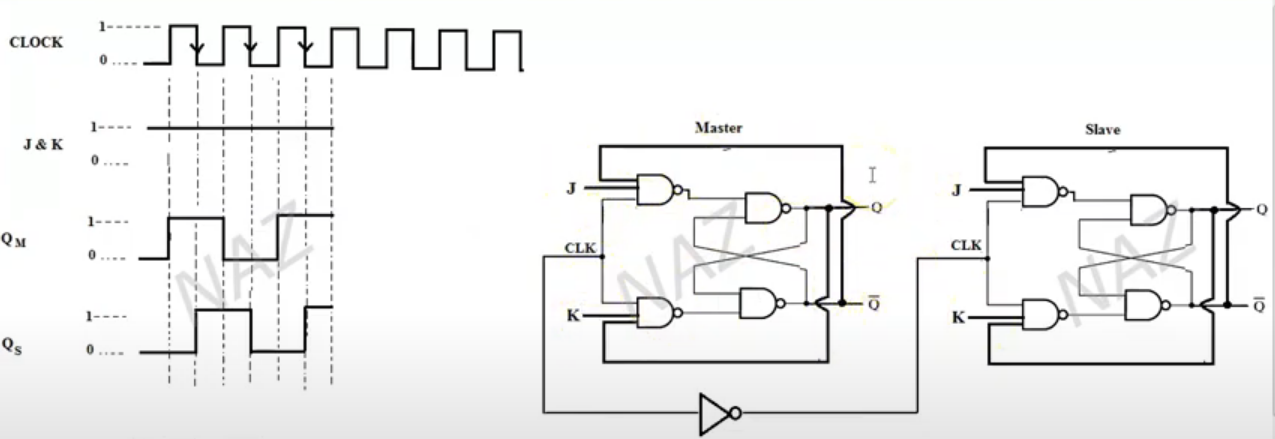 CLOCK
1
0
J & K
1
0
QM
1
0
QS
1
0
Master
J
CLK
K
Q
Q̅
Slave
J
CLK
K
Q
Q̅
NAZ
NAZ
NAZ